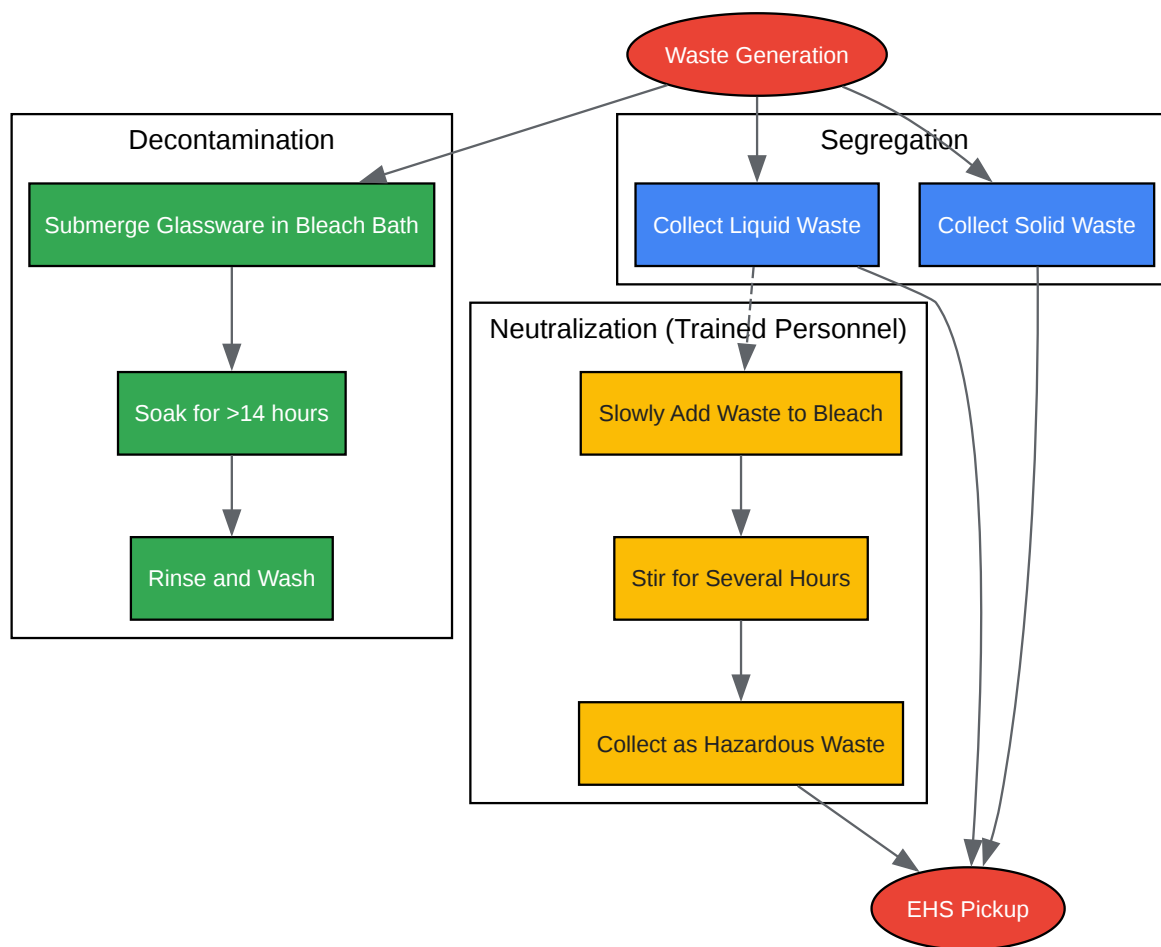 Waste Generation
Decontamination
Segregation
Submerge Glassware in Bleach Bath
Collect Liquid Waste
Collect Solid Waste
Neutralization (Trained Personnel)
Soak for >14 hours
Slowly Add Waste to Bleach
Rinse and Wash
Stir for Several Hours
Collect as Hazardous Waste
EHS Pickup